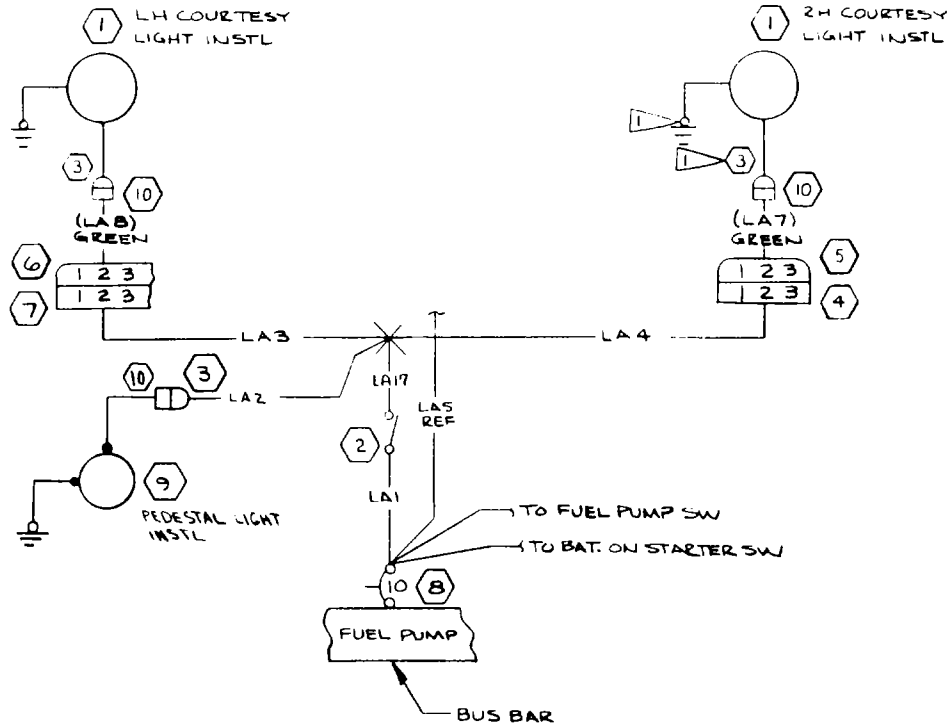 1 LH COURTESY
LIGHT INSTL
1 2H COURTESY
LIGHT INSTL
1
3
10
1 3
10
(LA8)
GREEN
(LA7)
GREEN
6
1 2 3
7
1 2 3
1 2 3
5
1 2 3
4
LA3
LA4
10
3
LA2
LA17
LA5
REF
2
9
LA1
PEDESTAL LIGHT
INSTL
TO FUEL PUMP SW
TO BAT. ON STARTER SW
10
8
FUEL PUMP
BUS BAR